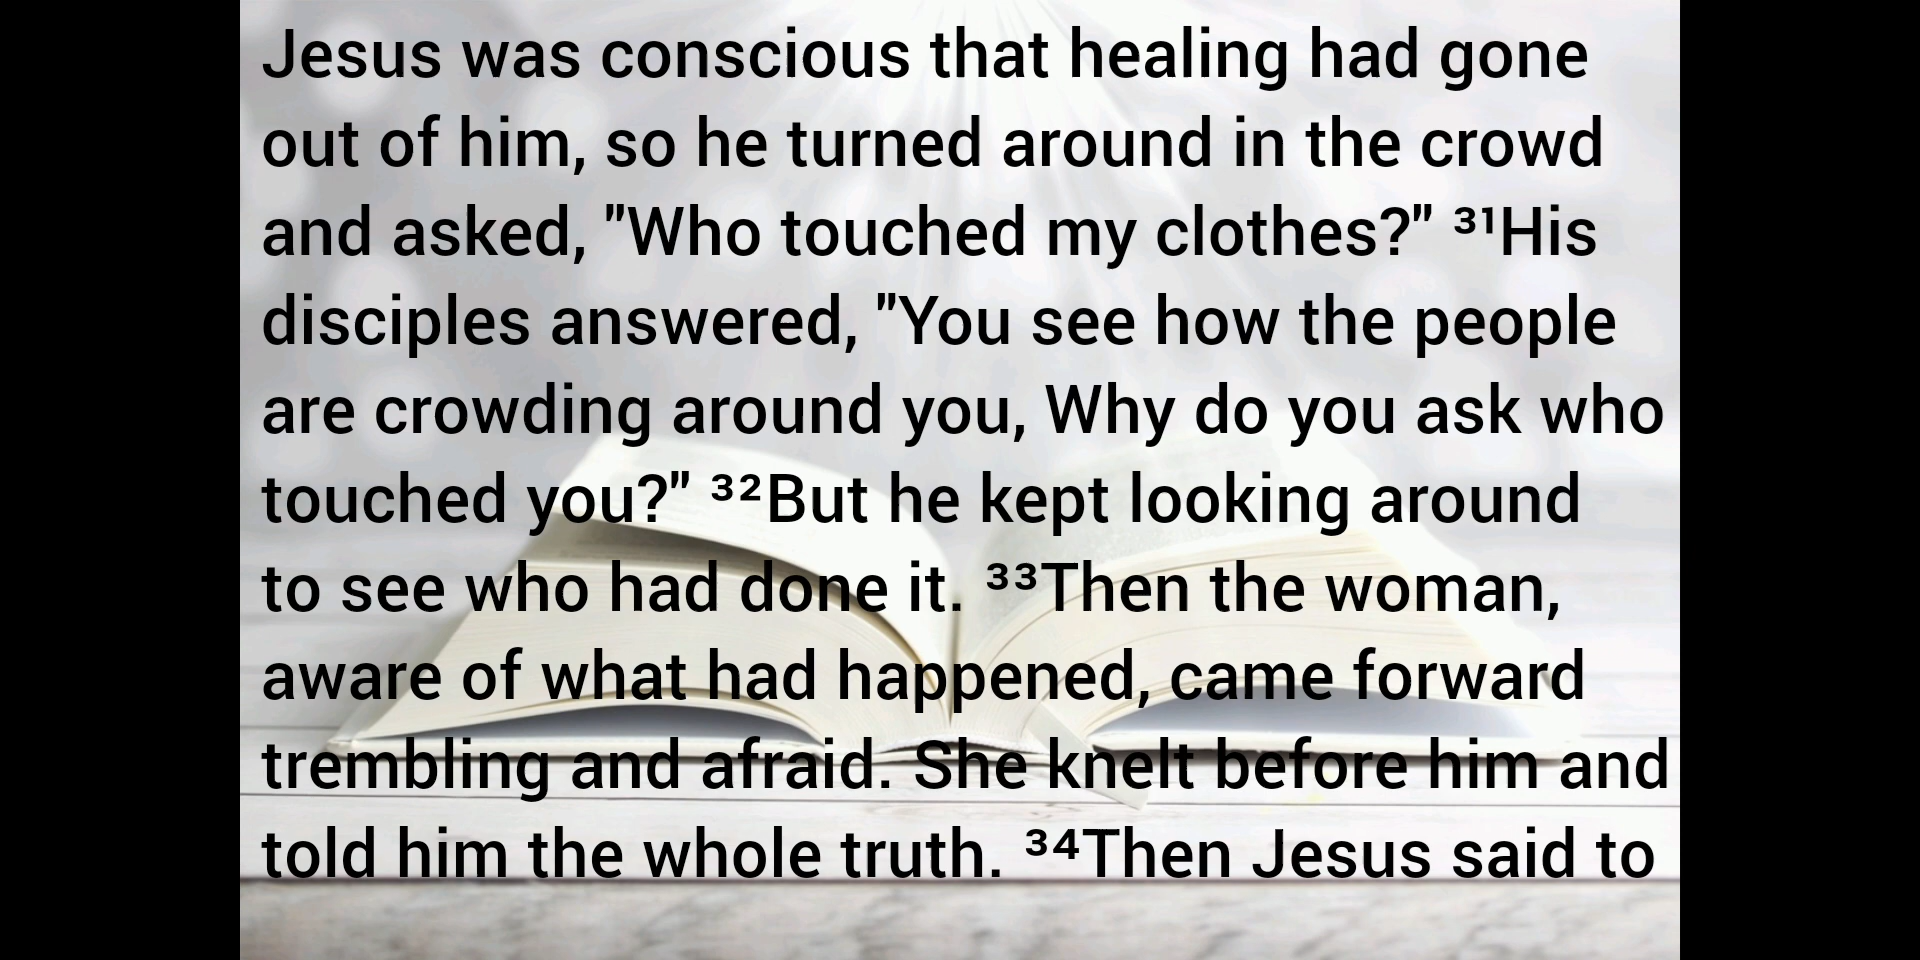 Jesus was conscious that healing had gone
out of him, so he turned around in the crowd
and asked, "Who touched my clothes?" ³¹His
disciples answered, "You see how the people
are crowding around you, Why do you ask who
touched you?" ³²But he kept looking around
to see who had done it. ³³Then the woman,
aware of what had happened, came forward
trembling and afraid. She knelt before him and
told him the whole truth. ³⁴Then Jesus said to